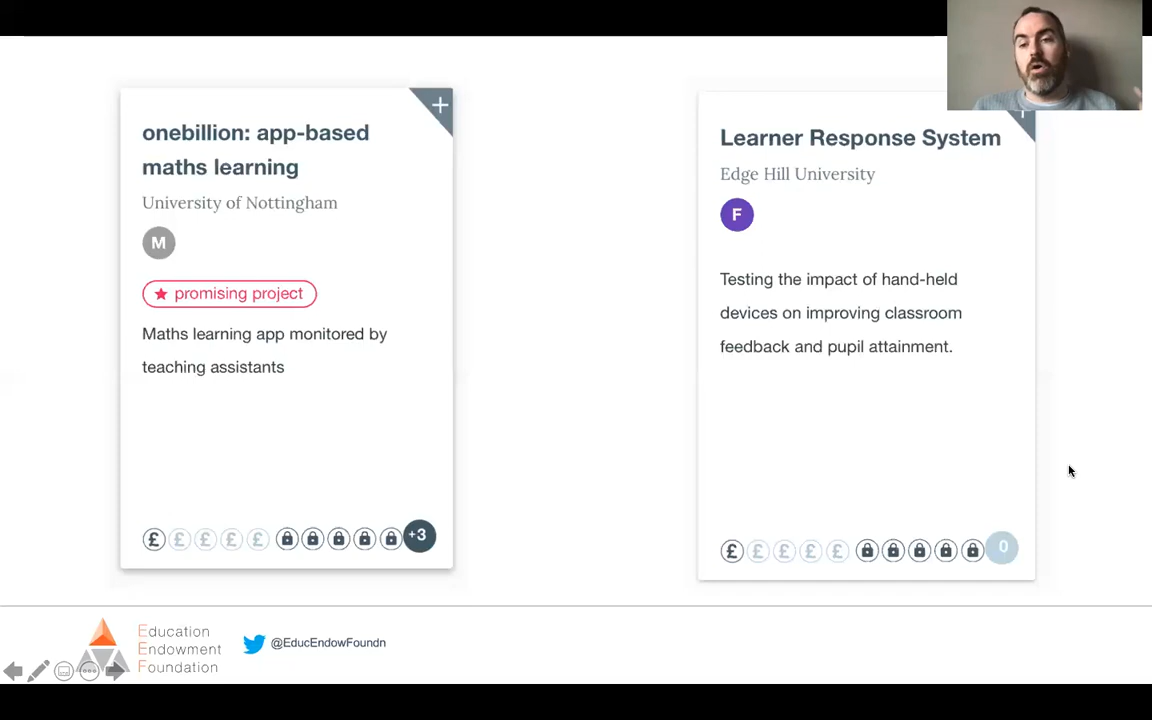 onebillion: app-based
maths learning
University of Nottingham
M
★ promising project
Maths learning app monitored by
teaching assistants
£ £ £ £ £ +3
Learner Response System
Edge Hill University
F
Testing the impact of hand-held
devices on improving classroom
feedback and pupil attainment.
£ £ £ £ £ 0
Education
Endowment
Foundation
@EducEndowFoundn